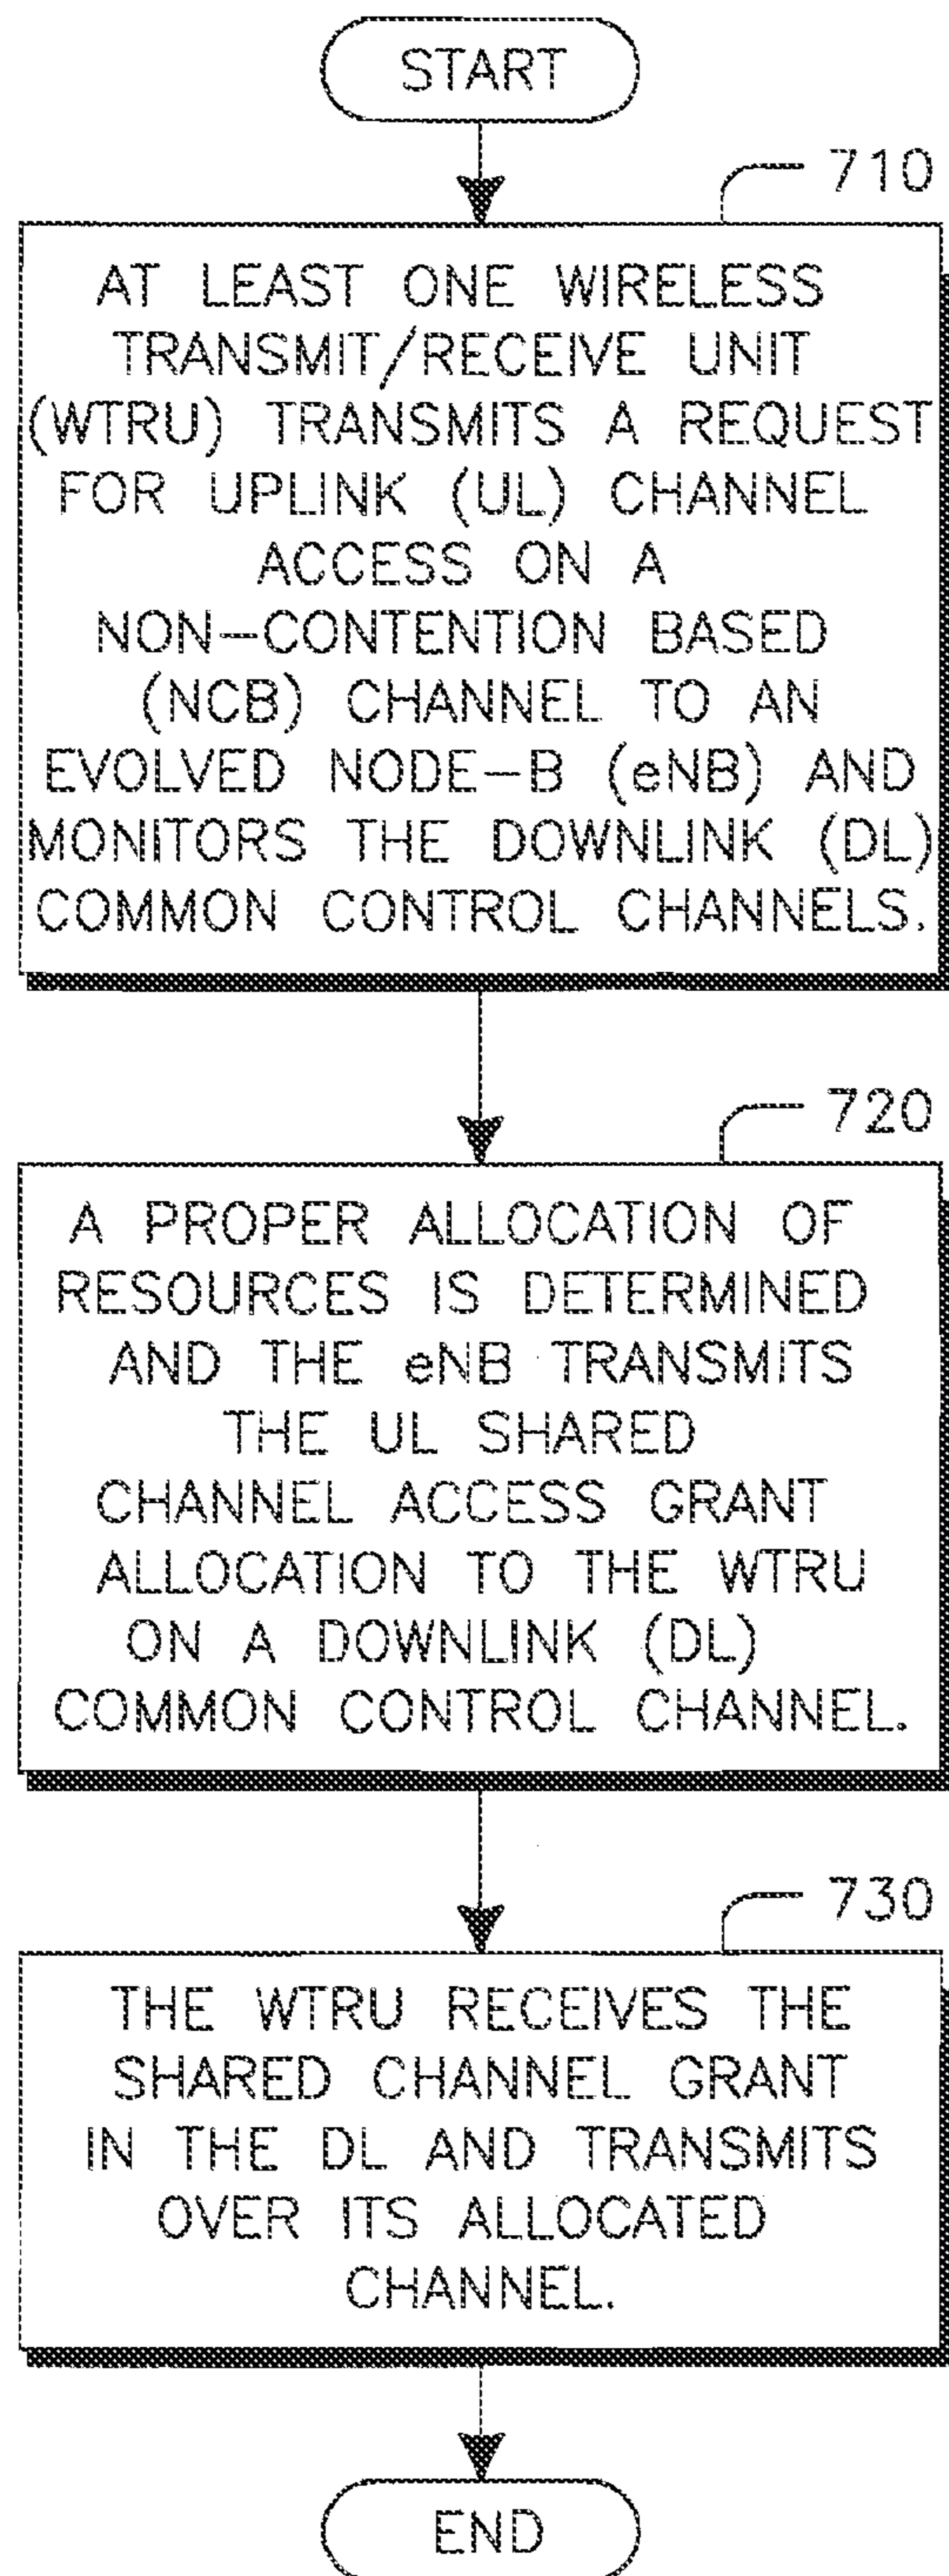 START
710
AT LEAST ONE WIRELESS
TRANSMIT/RECEIVE UNIT
(WTRU) TRANSMITS A REQUEST
FOR UPLINK (UL) CHANNEL
ACCESS ON A
NON-CONTENTION BASED
(NCB) CHANNEL TO AN
EVOLVED NODE-B (eNB) AND
MONITORS THE DOWNLINK (DL)
COMMON CONTROL CHANNELS.
720
A PROPER ALLOCATION OF
RESOURCES IS DETERMINED
AND THE eNB TRANSMITS
THE UL SHARED
CHANNEL ACCESS GRANT
ALLOCATION TO THE WTRU
ON A DOWNLINK (DL)
COMMON CONTROL CHANNEL.
730
THE WTRU RECEIVES THE
SHARED CHANNEL GRANT
IN THE DL AND TRANSMITS
OVER ITS ALLOCATED
CHANNEL.
END